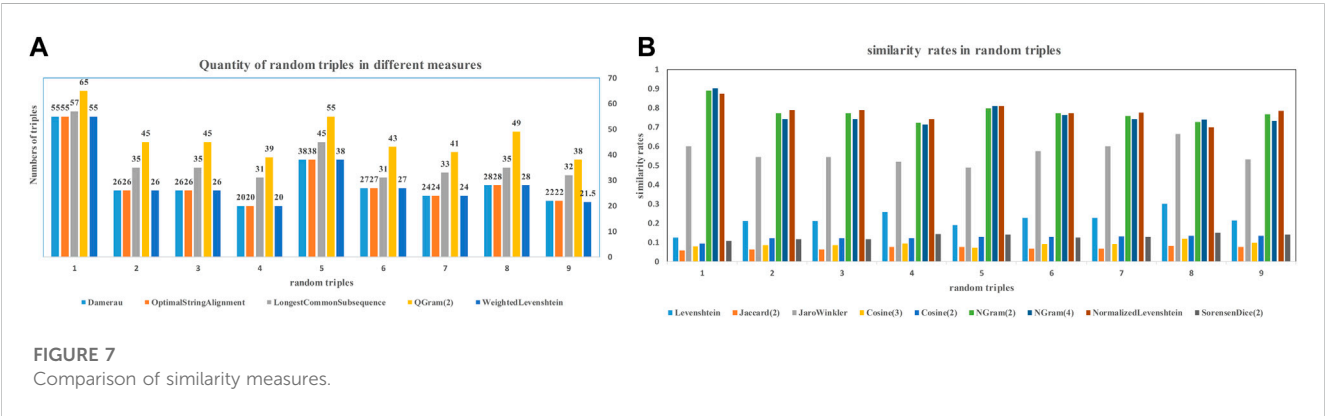 A
Quantity of random triples in different measures
Numbers of triples
55 55 57 65 55
26 26 35 45 26
26 26 35 45 26
20 20 31 39 20
38 38 45 55 38
27 27 31 43 27
24 24 33 41 24
28 28 35 49 28
22 22 32 38 21.5
70
60
50
40
30
20
10
0
1 2 3 4 5 6 7 8 9
random triples
Damerau OptimalStringAlignment LongestCommonSubsequence QGram(2) WeightedLevenshtein
B
similarity rates in random triples
similarity rates
1
0.9
0.8
0.7
0.6
0.5
0.4
0.3
0.2
0.1
0
1 2 3 4 5 6 7 8 9
random triples
Levenshtein Jaccard(2) JaroWinkler Cosine(3) Cosine(2) NGram(2) NGram(4) NormalizedLevenshtein SorensenDice(2)
FIGURE 7
Comparison of similarity measures.